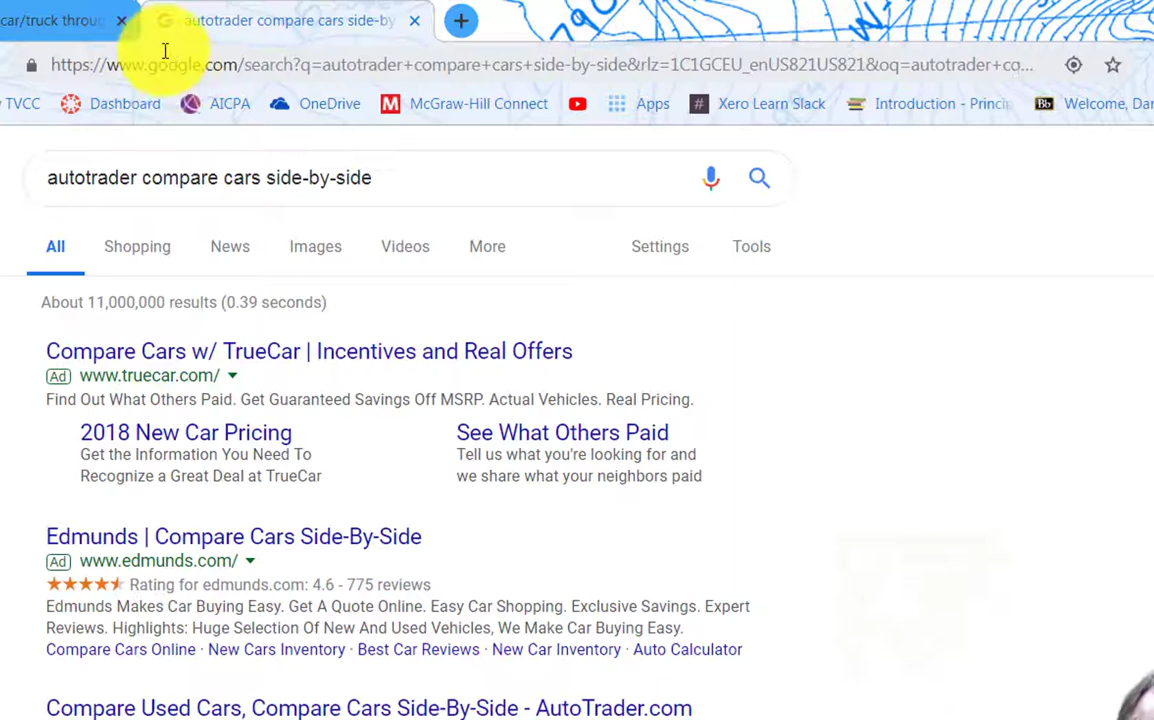 car/truck throu
autotrader compare cars side-by
https://www.google.com/search?q=autotrader+compare+cars+side-by-side&rlz=1C1GCEU_enUS821US821&oq=autotrader+co...
TVCC Dashboard AICPA OneDrive M McGraw-Hill Connect Apps # Xero Learn Slack Introduction - Princi Bb Welcome, Dar
autotrader compare cars side-by-side
All Shopping News Images Videos More Settings Tools
About 11,000,000 results (0.39 seconds)
Compare Cars w/ TrueCar | Incentives and Real Offers
Ad www.truecar.com/
Find Out What Others Paid. Get Guaranteed Savings Off MSRP. Actual Vehicles. Real Pricing.
2018 New Car Pricing
Get the Information You Need To
Recognize a Great Deal at TrueCar
See What Others Paid
Tell us what you're looking for and
we share what your neighbors paid
Edmunds | Compare Cars Side-By-Side
Ad www.edmunds.com/
Rating for edmunds.com: 4.6 - 775 reviews
Edmunds Makes Car Buying Easy. Get A Quote Online. Easy Car Shopping. Exclusive Savings. Expert
Reviews. Highlights: Huge Selection Of New And Used Vehicles, We Make Car Buying Easy.
Compare Cars Online · New Cars Inventory · Best Car Reviews · New Car Inventory · Auto Calculator
Compare Used Cars, Compare Cars Side-By-Side - AutoTrader.com